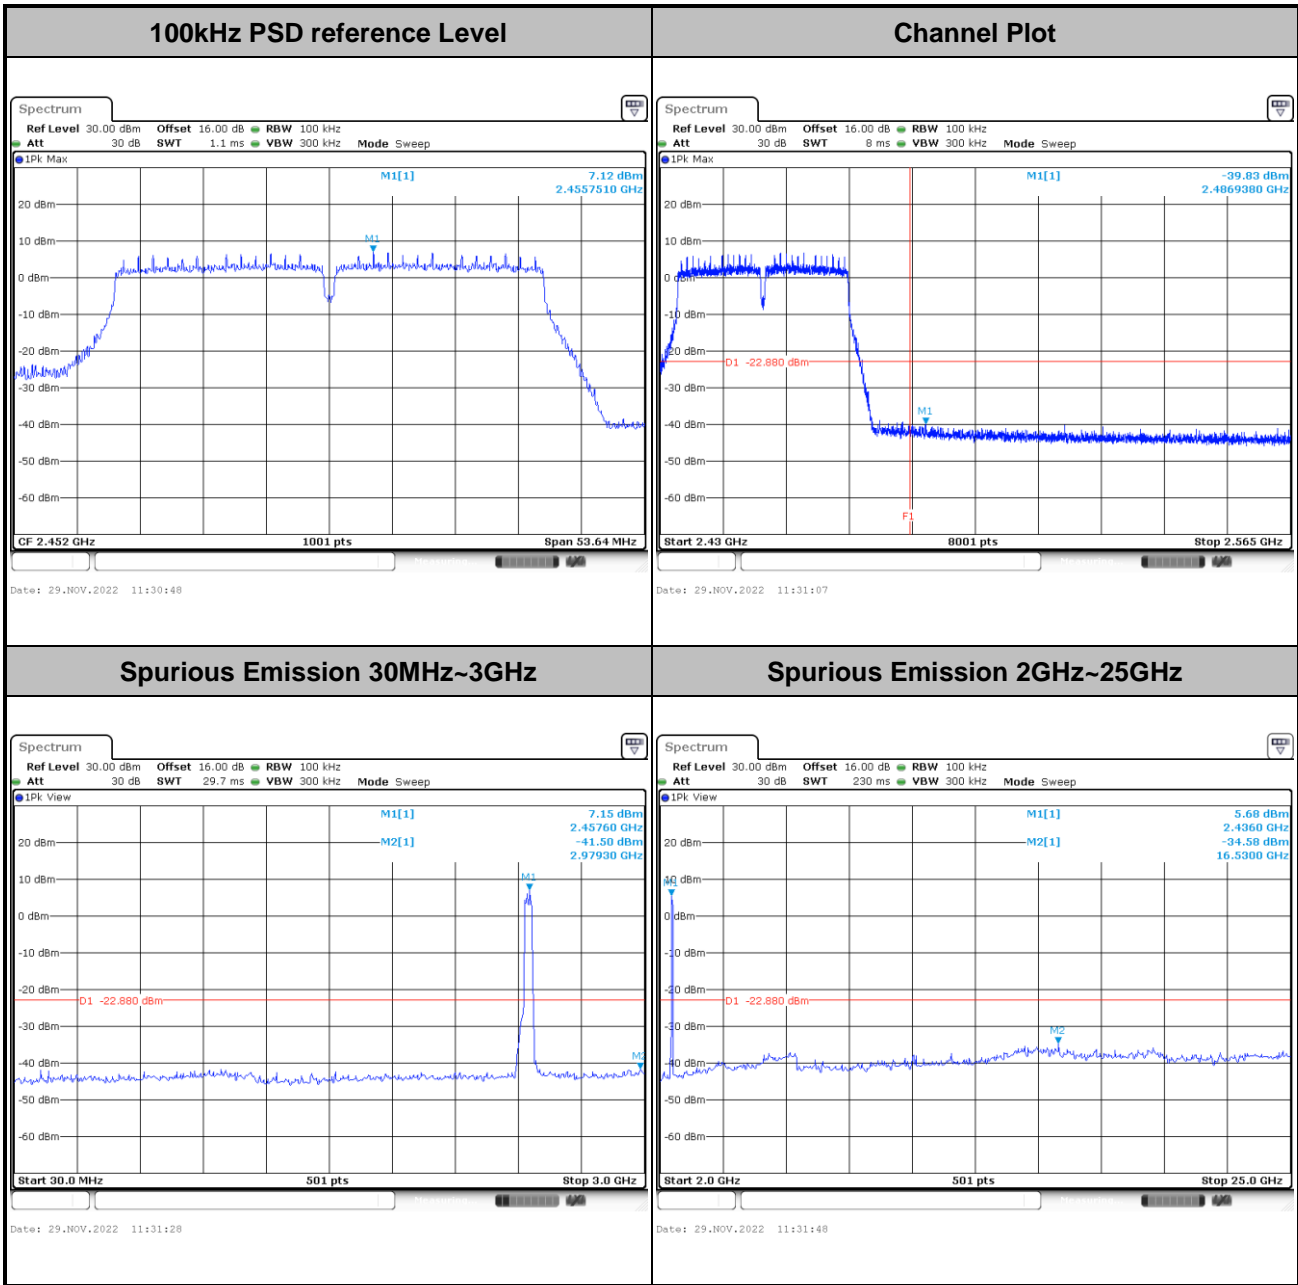 100kHz PSD reference Level
Channel Plot
Spectrum
Ref Level 30.00 dBm Offset 16.00 dB RBW 100 kHz
Att 30 dB SWT 1.1 ms VBW 300 kHz Mode Sweep
1Pk Max
M1[1] 7.12 dBm
2.4557510 GHz
20 dBm
10 dBm
M1
0 dBm
-10 dBm
-20 dBm
-30 dBm
-40 dBm
-50 dBm
-60 dBm
CF 2.452 GHz 1001 pts Span 53.64 MHz
Measuring...
Date: 29.NOV.2022 11:30:48
Spectrum
Ref Level 30.00 dBm Offset 16.00 dB RBW 100 kHz
Att 30 dB SWT 8 ms VBW 300 kHz Mode Sweep
1Pk Max
M1[1] -39.83 dBm
2.4869380 GHz
20 dBm
10 dBm
0 dBm
-10 dBm
-20 dBm
D1 -22.880 dBm
-30 dBm
M1
-40 dBm
-50 dBm
-60 dBm
F1
Start 2.43 GHz 8001 pts Stop 2.565 GHz
Measuring...
Date: 29.NOV.2022 11:31:07
Spurious Emission 30MHz~3GHz
Spurious Emission 2GHz~25GHz
Spectrum
Ref Level 30.00 dBm Offset 16.00 dB RBW 100 kHz
Att 30 dB SWT 29.7 ms VBW 300 kHz Mode Sweep
1Pk View
M1[1] 7.15 dBm
2.45760 GHz
20 dBm
M2[1] -41.50 dBm
2.97930 GHz
10 dBm
M1
0 dBm
-10 dBm
-20 dBm
D1 -22.880 dBm
-30 dBm
-40 dBm
M2
-50 dBm
-60 dBm
Start 30.0 MHz 501 pts Stop 3.0 GHz
Measuring...
Date: 29.NOV.2022 11:31:28
Spectrum
Ref Level 30.00 dBm Offset 16.00 dB RBW 100 kHz
Att 30 dB SWT 230 ms VBW 300 kHz Mode Sweep
1Pk View
M1[1] 5.68 dBm
2.4360 GHz
20 dBm
M2[1] -34.58 dBm
16.5300 GHz
10 dBm
M1
0 dBm
-10 dBm
-20 dBm
D1 -22.880 dBm
-30 dBm
M2
-40 dBm
-50 dBm
-60 dBm
Start 2.0 GHz 501 pts Stop 25.0 GHz
Measuring...
Date: 29.NOV.2022 11:31:48